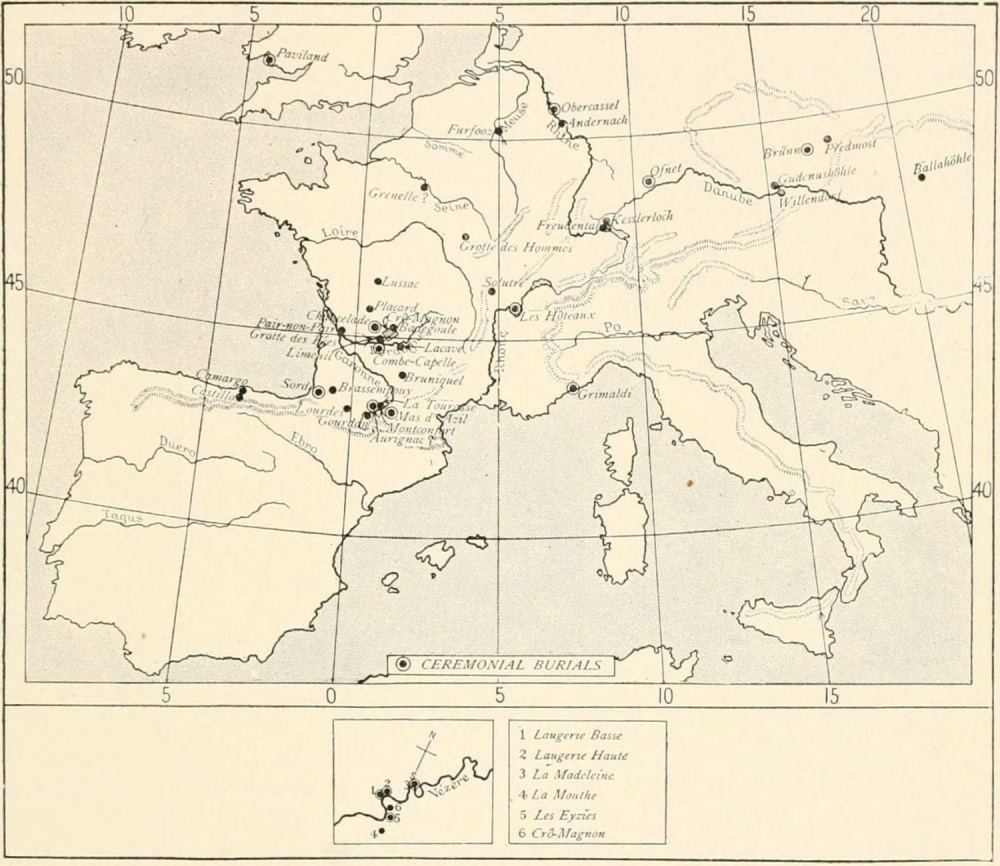 10 5 0 5 10 15 20
Paviland
50 50
Obercassel
Andernach
Meuse
Rhine
Furfooz
Somme
Brünn
Predmost
Ballahöhle
Ofnet
Gudenushöhle
Willendorf
Danube
Grenelle ?
Seine
Kesslerloch
Freudental
Grotte des Hommes
Loire
45 45
Lussac
Solutré
Save
Placard
Les Hoteaux
Chancelade
Crô-Magnon
Badegoule
Pair-non-Pair
Grotte des Fées
Lacave
Po
Limeuil
Combe-Capelle
Garonne
Rhone
Bruniquel
Camargo
Castillo
Sorde
Brassempouy
Grimaldi
Lourdes
La Tourasse
Mas d'Azil
Gourdan
Montconfort
Aurignac ?
Duero
Ebro
40 40
Tagus
CEREMONIAL BURIALS
5 0 5 10 15
N
Vézère
1
2
3
6
5
4
1 Laugerie Basse
2 Laugerie Haute
3 La Madeleine
4 La Mouthe
5 Les Eyzies
6 Crô-Magnon